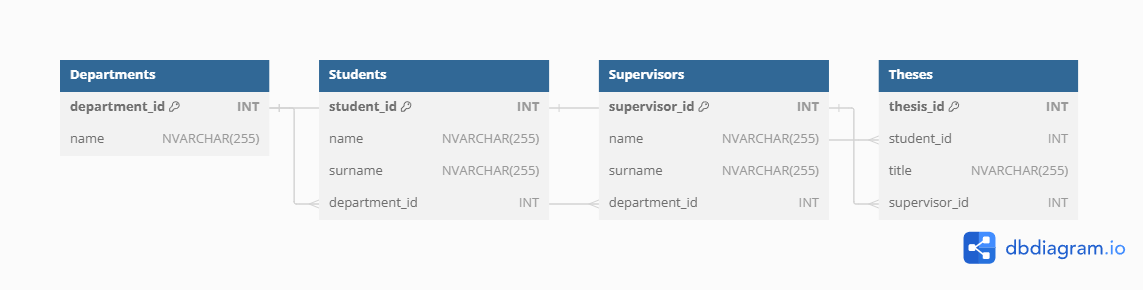 Departments
department_id INT
name NVARCHAR(255)
Students
student_id INT
name NVARCHAR(255)
surname NVARCHAR(255)
department_id INT
Supervisors
supervisor_id INT
name NVARCHAR(255)
surname NVARCHAR(255)
department_id INT
Theses
thesis_id INT
student_id INT
title NVARCHAR(255)
supervisor_id INT
dbdiagram.io